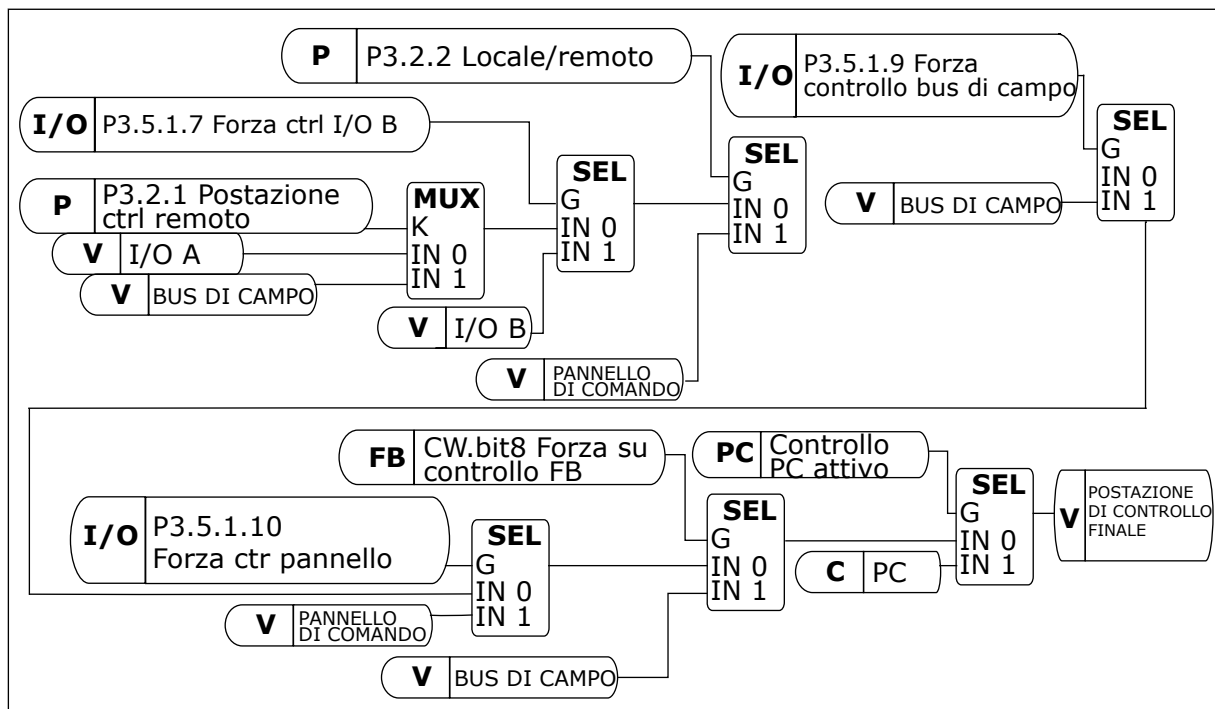 P P3.2.2 Locale/remoto
I/O P3.5.1.9 Forza
controllo bus di campo
I/O P3.5.1.7 Forza ctrl I/O B
SEL
G
IN 0
IN 1
V BUS DI CAMPO
SEL
G
IN 0
IN 1
SEL
G
IN 0
IN 1
P P3.2.1 Postazione
ctrl remoto
MUX
K
IN 0
IN 1
V I/O A
V BUS DI CAMPO
V I/O B
V PANNELLO
DI COMANDO
FB CW.bit8 Forza su
controllo FB
PC Controllo
PC attivo
SEL
G
IN 0
IN 1
V POSTAZIONE
DI CONTROLLO
FINALE
I/O P3.5.1.10
Forza ctr pannello
SEL
G
IN 0
IN 1
SEL
G
IN 0
IN 1
C PC
V PANNELLO
DI COMANDO
V BUS DI CAMPO